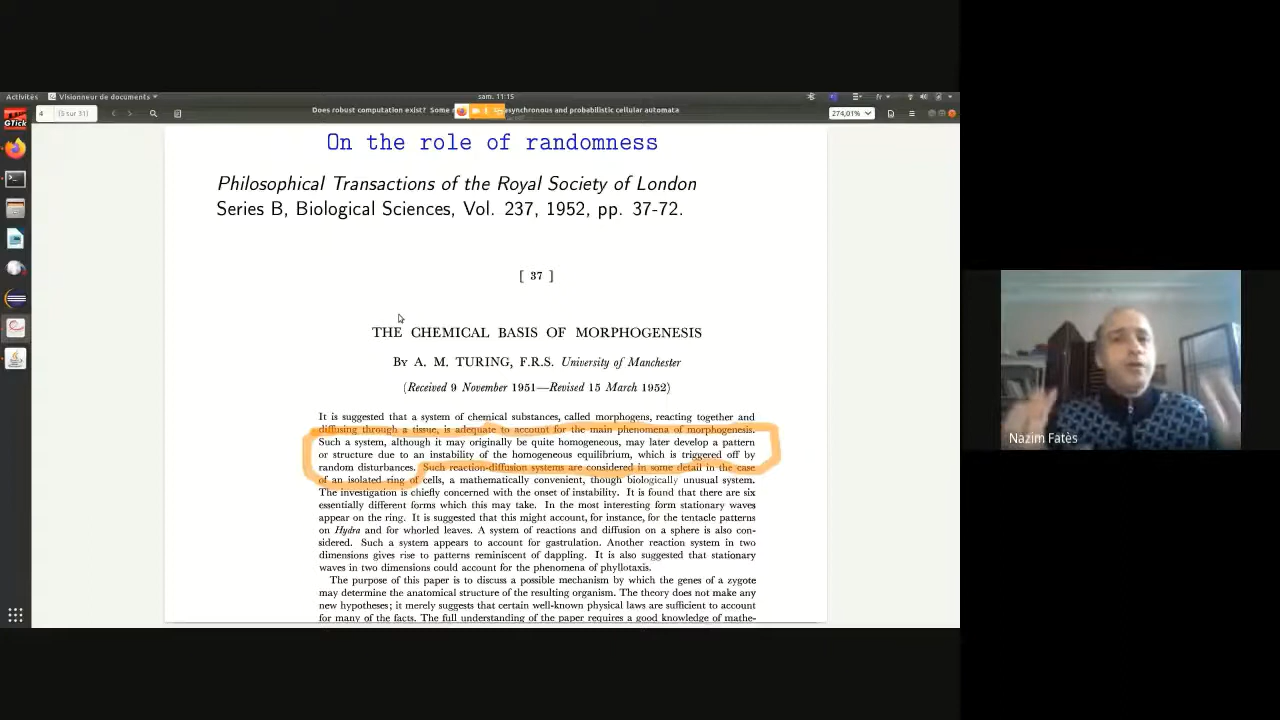 Activités Visionneur de documents sam. 11:15 fr
4 (5 sur 31) Does robust computation exist? Some synchronous and probabilistic cellular automata 274,01%
GTick
On the role of randomness
Philosophical Transactions of the Royal Society of London
Series B, Biological Sciences, Vol. 237, 1952, pp. 37-72.
[ 37 ]
THE CHEMICAL BASIS OF MORPHOGENESIS
By A. M. TURING, F.R.S. University of Manchester
(Received 9 November 1951—Revised 15 March 1952)
It is suggested that a system of chemical substances, called morphogens, reacting together and
diffusing through a tissue, is adequate to account for the main phenomena of morphogenesis.
Such a system, although it may originally be quite homogeneous, may later develop a pattern
or structure due to an instability of the homogeneous equilibrium, which is triggered off by
random disturbances. Such reaction-diffusion systems are considered in some detail in the case
of an isolated ring of cells, a mathematically convenient, though biologically unusual system.
The investigation is chiefly concerned with the onset of instability. It is found that there are six
essentially different forms which this may take. In the most interesting form stationary waves
appear on the ring. It is suggested that this might account, for instance, for the tentacle patterns
on Hydra and for whorled leaves. A system of reactions and diffusion on a sphere is also con-
sidered. Such a system appears to account for gastrulation. Another reaction system in two
dimensions gives rise to patterns reminiscent of dappling. It is also suggested that stationary
waves in two dimensions could account for the phenomena of phyllotaxis.
The purpose of this paper is to discuss a possible mechanism by which the genes of a zygote
may determine the anatomical structure of the resulting organism. The theory does not make any
new hypotheses; it merely suggests that certain well-known physical laws are sufficient to account
for many of the facts. The full understanding of the paper requires a good knowledge of mathe-
Nazim Fatès